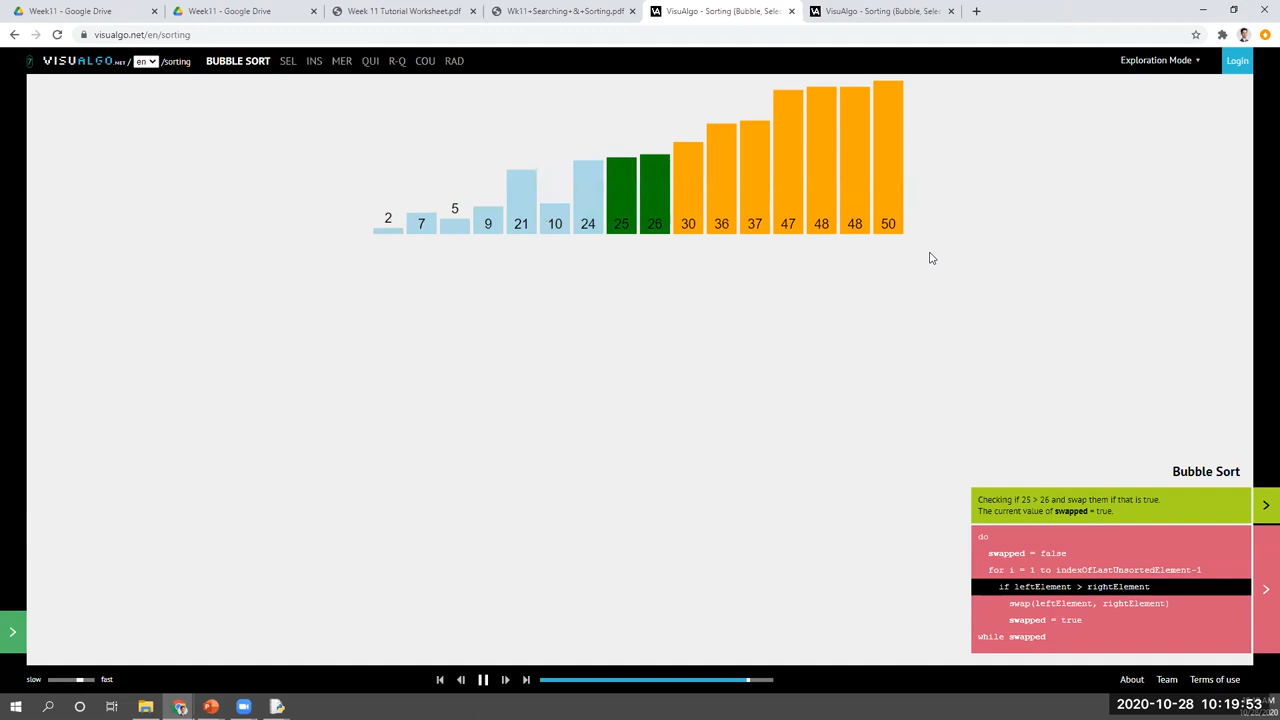 Week11 - Google Drive
Week11 - Google Drive
Week 11 Tutorial Worksheet.pdf
Wk11+Searching+&+Sorting.pdf
VisuAlgo - Sorting (Bubble, Sele
VisuAlgo - Sorting (Bubble, Sele
visualgo.net/en/sorting
7 VISUALGO.NET / en /sorting
BUBBLE SORT SEL INS MER QUI R-Q COU RAD
Exploration Mode
Login
2 7 5 9 21 10 24 25 26 30 36 37 47 48 48 50
Bubble Sort
Checking if 25 > 26 and swap them if that is true.
The current value of swapped = true.
do
swapped = false
for i = 1 to indexOfLastUnsortedElement-1
if leftElement > rightElement
swap(leftElement, rightElement)
swapped = true
while swapped
slow fast
About Team Terms of use
2020-10-28 10:19:53